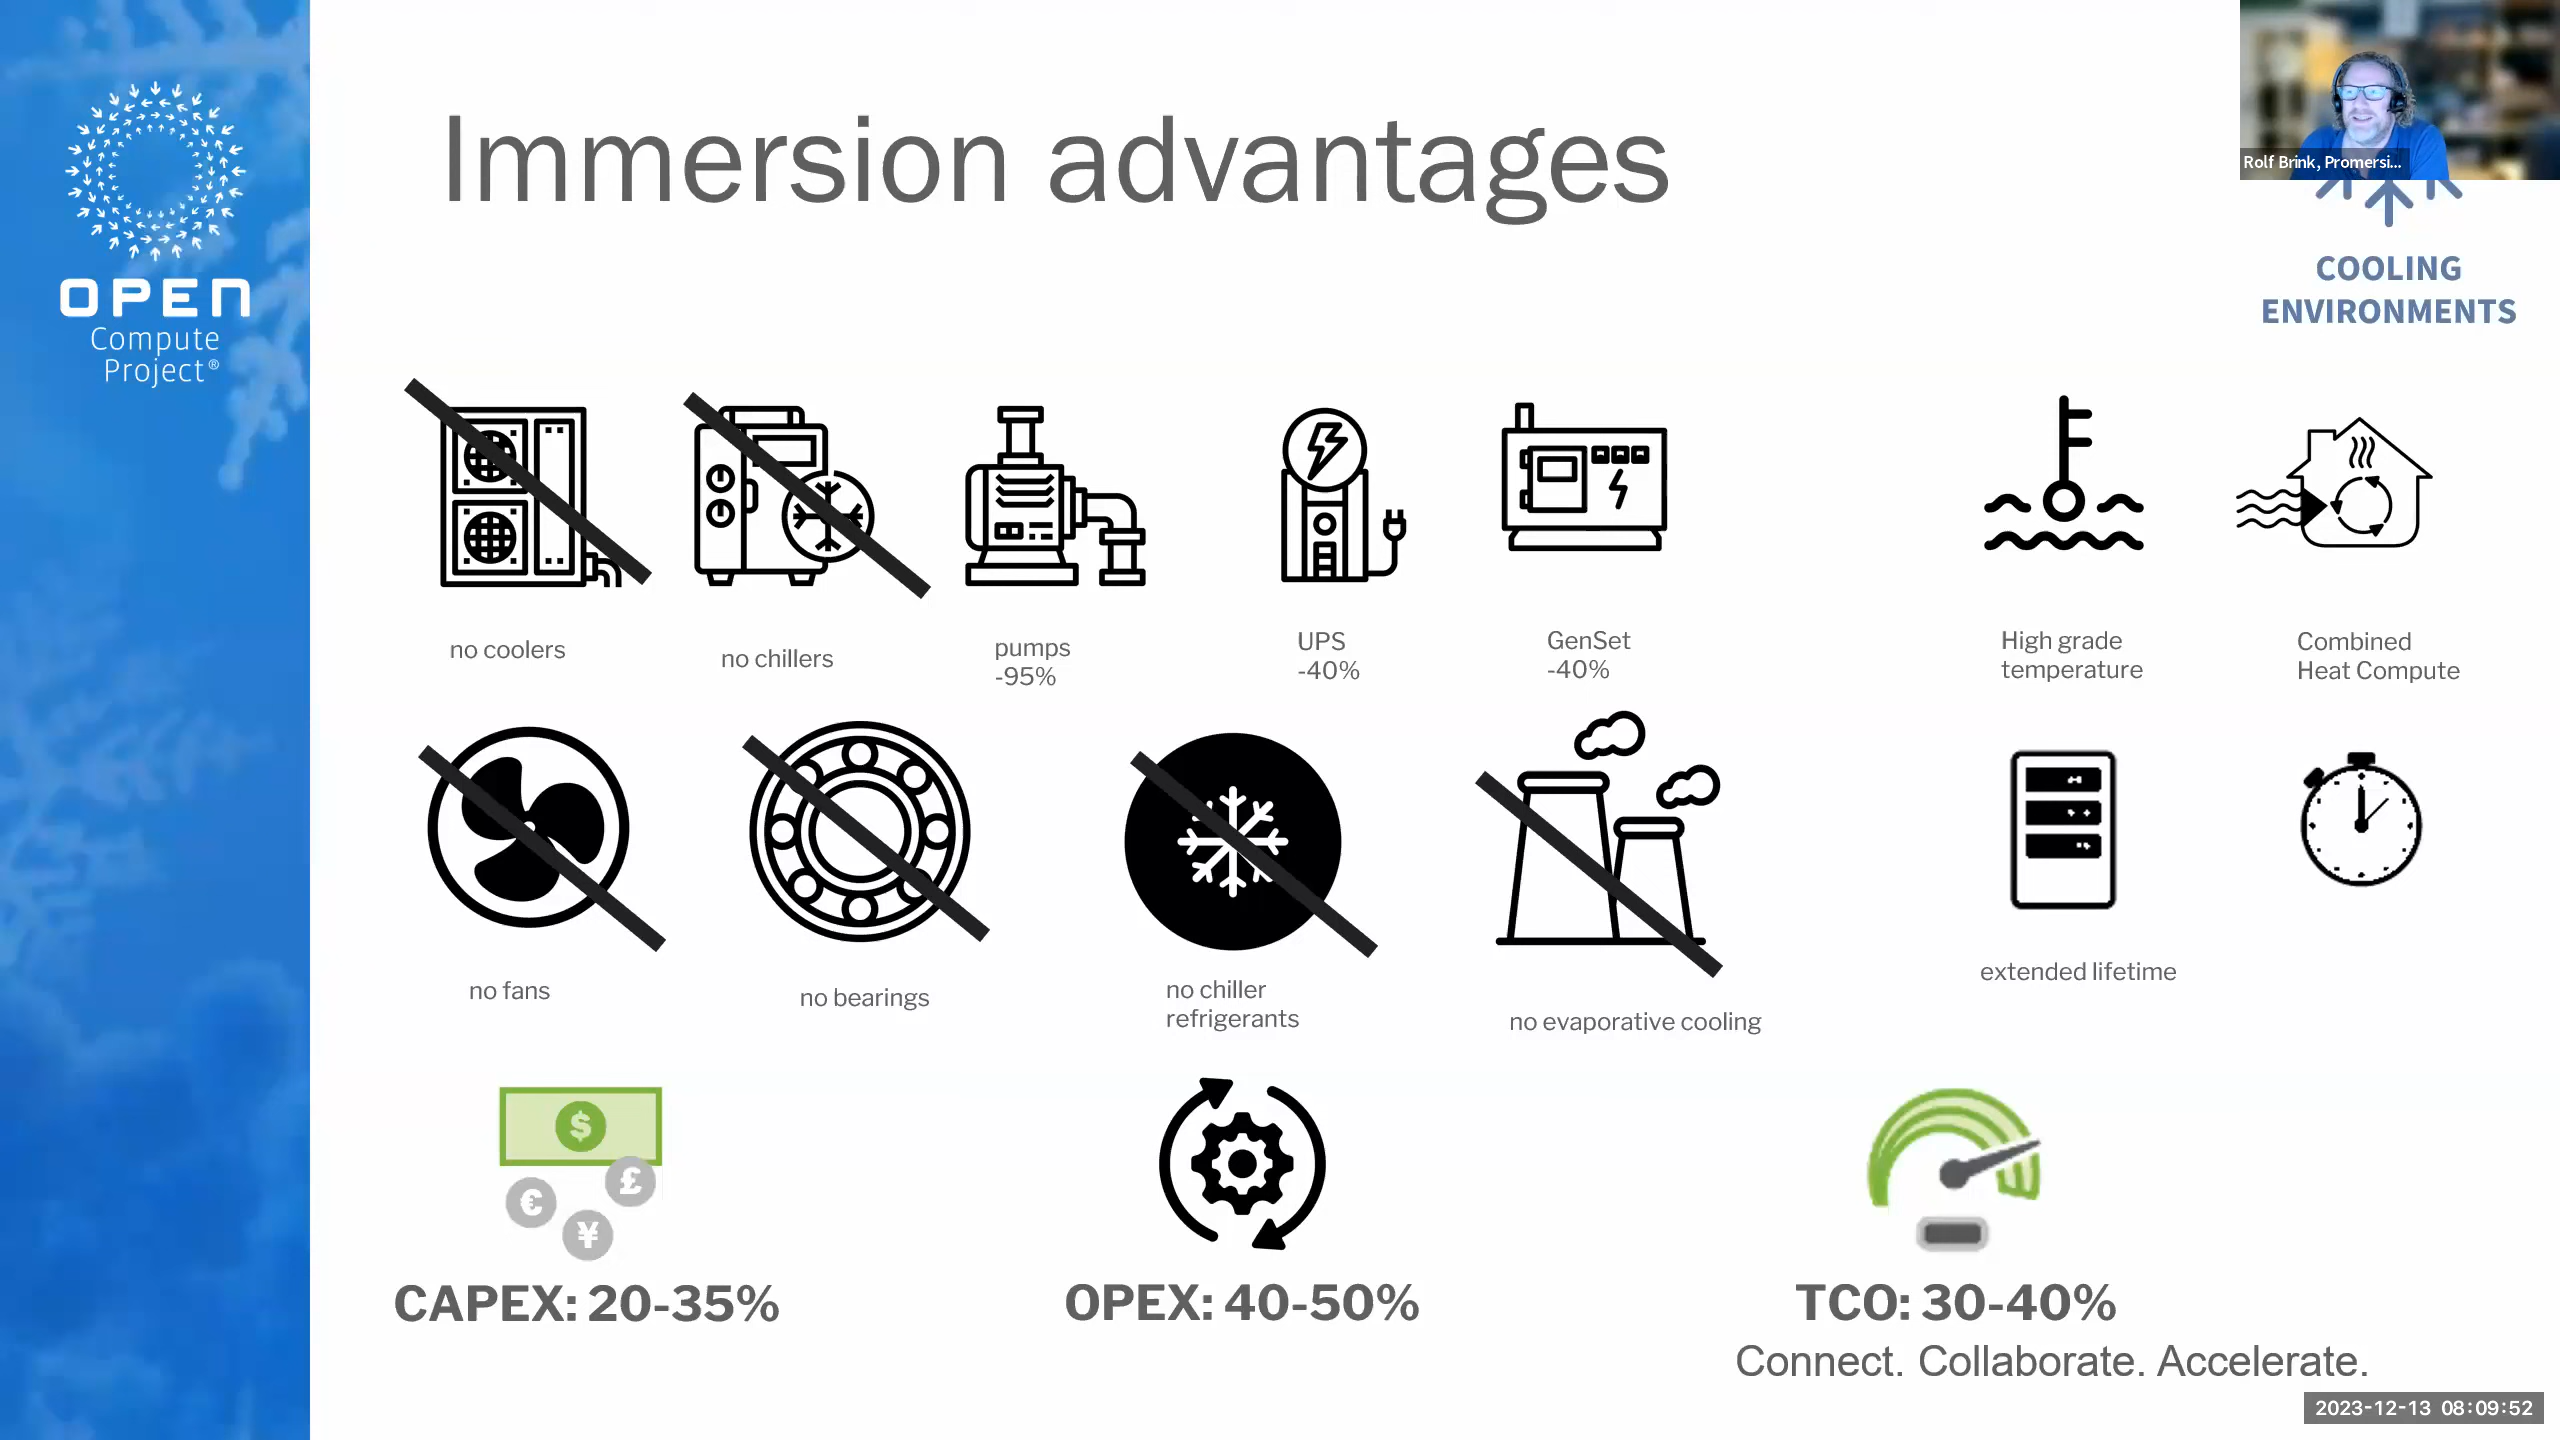 OPEN
Compute
Project®
Immersion advantages
Rolf Brink, Promersi...
COOLING
ENVIRONMENTS
no coolers
no chillers
pumps
-95%
UPS
-40%
GenSet
-40%
High grade
temperature
Combined
Heat Compute
no fans
no bearings
no chiller
refrigerants
no evaporative cooling
extended lifetime
$
€
£
¥
CAPEX: 20-35%
OPEX: 40-50%
TCO: 30-40%
Connect. Collaborate. Accelerate.
2023-12-13 08:09:52